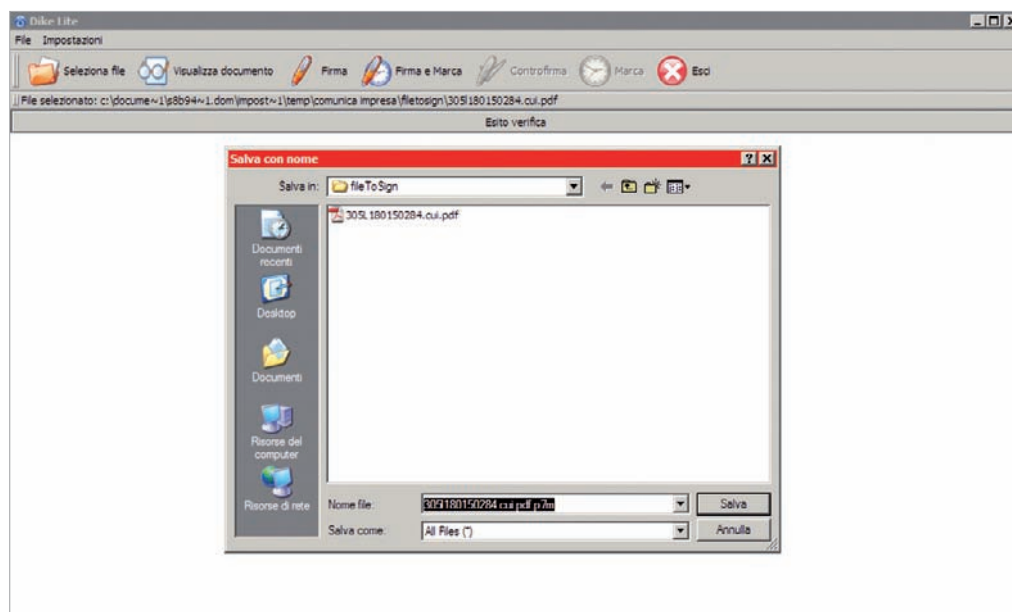 Dike Lite
File Impostazioni
Seleziona file Visualizza documento Firma Firma e Marca Controfirma Marca Esci
File selezionato: c:\docume~1\s8b94~1.dom\impost~1\temp\comunica impresa\filetosign\305l180150284.cui.pdf
Esito verifica
Salva con nome
Salva in: fileToSign
305L180150284.cui.pdf
Documenti
recenti
Desktop
Documenti
Risorse del
computer
Risorse di rete
Nome file: 305l180150284.cui.pdf.p7m Salva
Salva come: All Files (*) Annulla